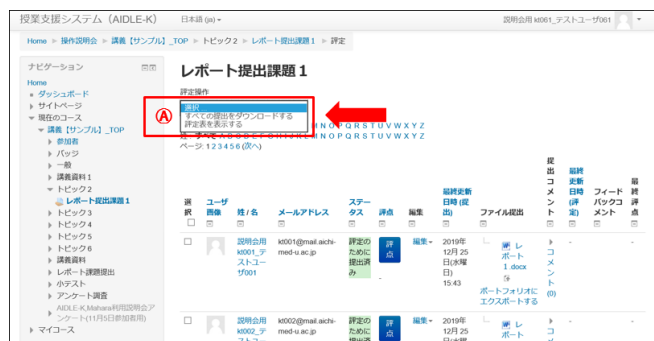 授業支援システム（AIDLE-K） 日本語 (ja) 説明会用 kt061_テストユーザ061
Home ▶ 操作説明会 ▶ 講義【サンプル】_TOP ▶ トピック2 ▶ レポート提出課題1 ▶ 評定
ナビゲーション
Home
ダッシュボード
サイトページ
現在のコース
講義【サンプル】_TOP
参加者
バッジ
一般
講義資料1
トピック2
レポート提出課題1
トピック3
トピック4
トピック5
トピック6
講義資料
レポート課題提出
小テスト
アンケート調査
AIDLE-K,Mahara利用説明会アンケート(11月5日参加者用)
マイコース
レポート提出課題1
評定操作
Ⓐ
選択...
すべての提出をダウンロードする
評定表を表示する
N O P Q R S T U V W X Y Z
N O P Q R S T U V W X Y Z
ページ: 1 2 3 4 5 6 (次へ)
選択 ユーザ画像 姓 / 名 メールアドレス ステータス 評点 編集 最終更新日時 (提出) ファイル提出 提出コメント 最終更新日時 (評定) フィードバックコメント 最終評点
説明会用 kt001_テストユーザ001 kt001@mail.aichi-med-u.ac.jp 評定のために提出済み 評点 - 編集 2019年 12月 25日(水曜日) 15:43 レポート1 .docx ポートフォリオにエクスポートする コメント (0) - -
説明会用 kt002_テストユー kt002@mail.aichi-med-u.ac.jp 評定のために 評点 編集 2019年 12月 25 レポート コメ -